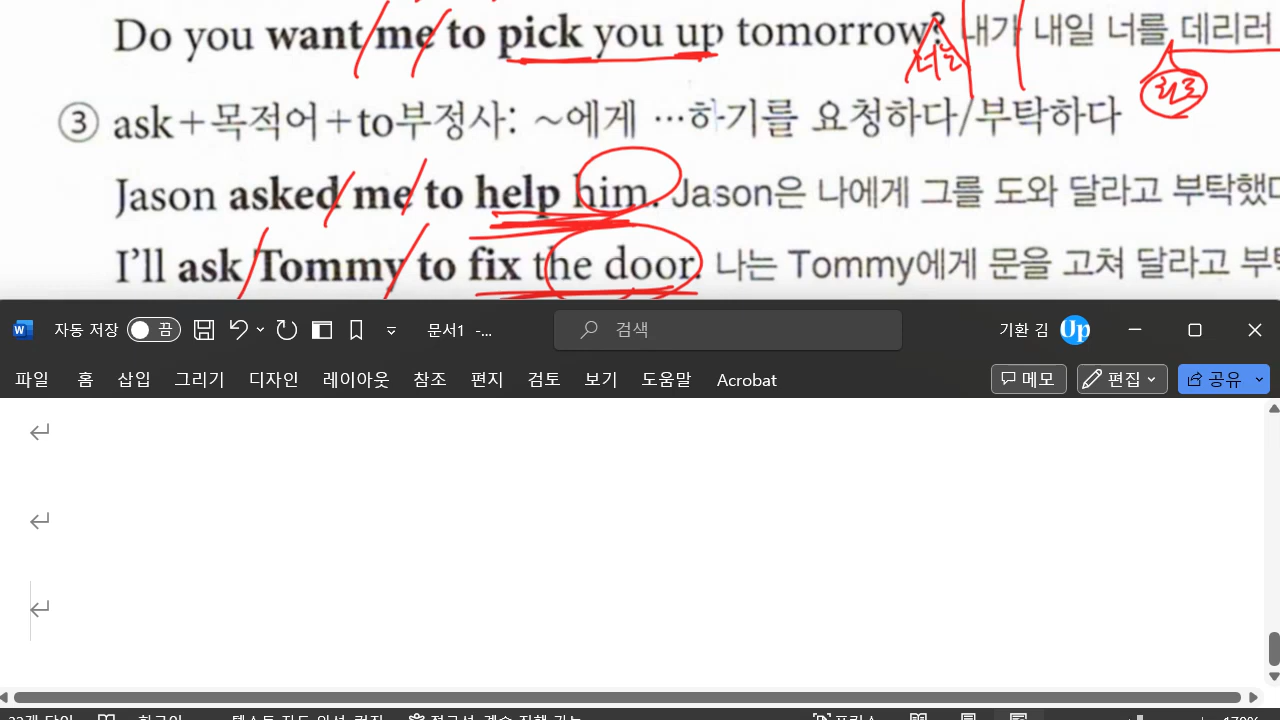 Do you want me to pick you up tomorrow? 내가 내일 너를 데리러
너는
③ ask+목적어+to부정사: ~에게 …하기를 요청하다/부탁하다
Jason asked me to help him. Jason은 나에게 그를 도와 달라고 부탁했다
I'll ask Tommy to fix the door. 나는 Tommy에게 문을 고쳐 달라고 부탁
자동 저장 끔 문서1 -... 검색 기환 김 Up
파일 홈 삽입 그리기 디자인 레이아웃 참조 편지 검토 보기 도움말 Acrobat 메모 편집 공유